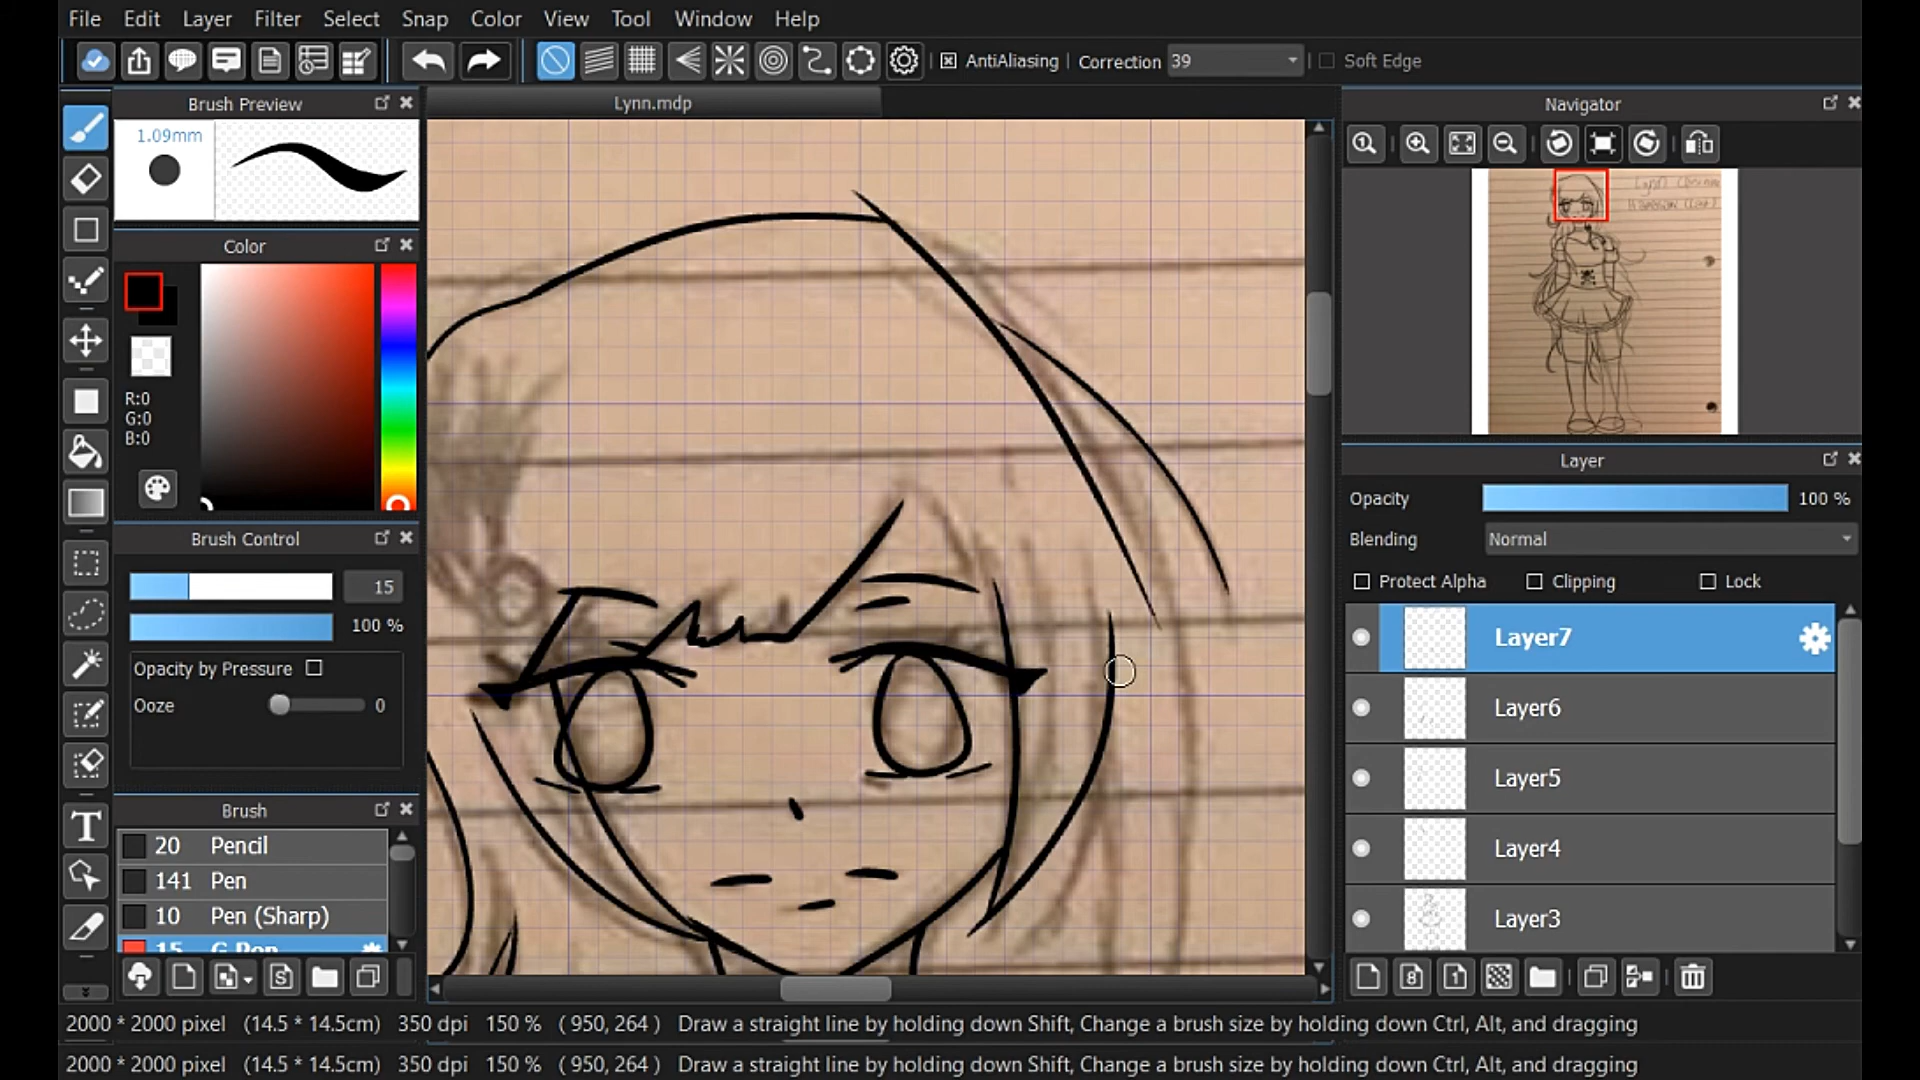 File Edit Layer Filter Select Snap Color View Tool Window Help
AntiAliasing Correction 39 Soft Edge
Brush Preview
1.09mm
Color
R:0
G:0
B:0
Brush Control
15
100 %
Opacity by Pressure
Ooze 0
Brush
20 Pencil
141 Pen
10 Pen (Sharp)
15 G Pen
Lynn.mdp
Navigator
Lynn
Layer
Opacity 100 %
Blending Normal
Protect Alpha Clipping Lock
Layer7
Layer6
Layer5
Layer4
Layer3
2000 * 2000 pixel (14.5 * 14.5cm) 350 dpi 150 % ( 950, 264 ) Draw a straight line by holding down Shift, Change a brush size by holding down Ctrl, Alt, and dragging
2000 * 2000 pixel (14.5 * 14.5cm) 350 dpi 150 % ( 950, 264 ) Draw a straight line by holding down Shift, Change a brush size by holding down Ctrl, Alt, and dragging